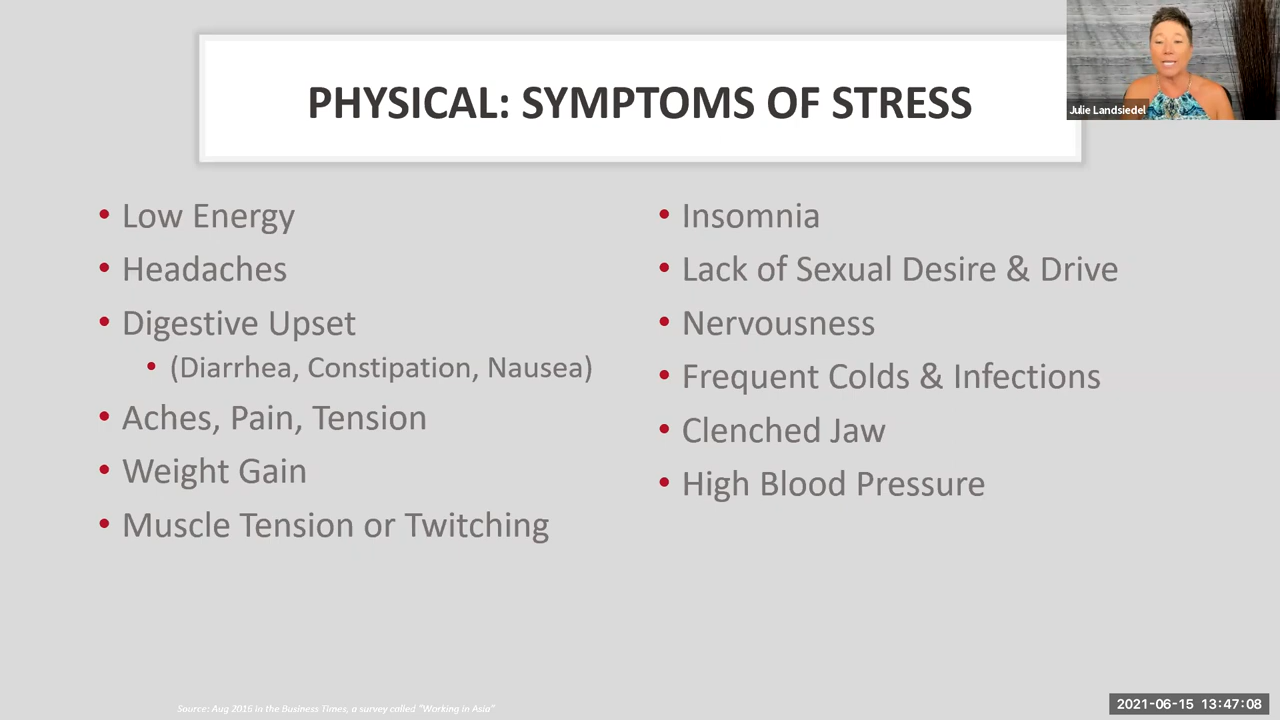 PHYSICAL: SYMPTOMS OF STRESS
Julie Landsiedel
• Low Energy
• Headaches
• Digestive Upset
• (Diarrhea, Constipation, Nausea)
• Aches, Pain, Tension
• Weight Gain
• Muscle Tension or Twitching
• Insomnia
• Lack of Sexual Desire & Drive
• Nervousness
• Frequent Colds & Infections
• Clenched Jaw
• High Blood Pressure
Source: Aug 2016 in the Business Times, a survey called "Working in Asia"
2021-06-15 13:47:08